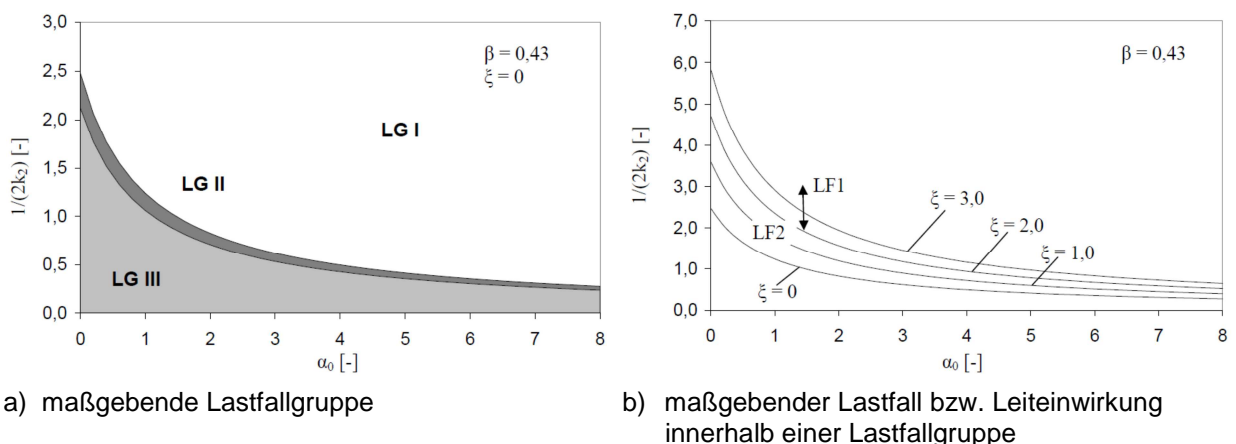 3,0
2,5
2,0
1,5
1,0
0,5
0,0
1/(2k₂) [-]
β = 0,43
ξ = 0
LG I
LG II
LG III
0 1 2 3 4 5 6 7 8
α₀ [-]
a) maßgebende Lastfallgruppe
7,0
6,0
5,0
4,0
3,0
2,0
1,0
0,0
1/(2k₂) [-]
β = 0,43
LF1
LF2
ξ = 3,0
ξ = 2,0
ξ = 1,0
ξ = 0
0 1 2 3 4 5 6 7 8
α₀ [-]
b) maßgebender Lastfall bzw. Leiteinwirkung
innerhalb einer Lastfallgruppe